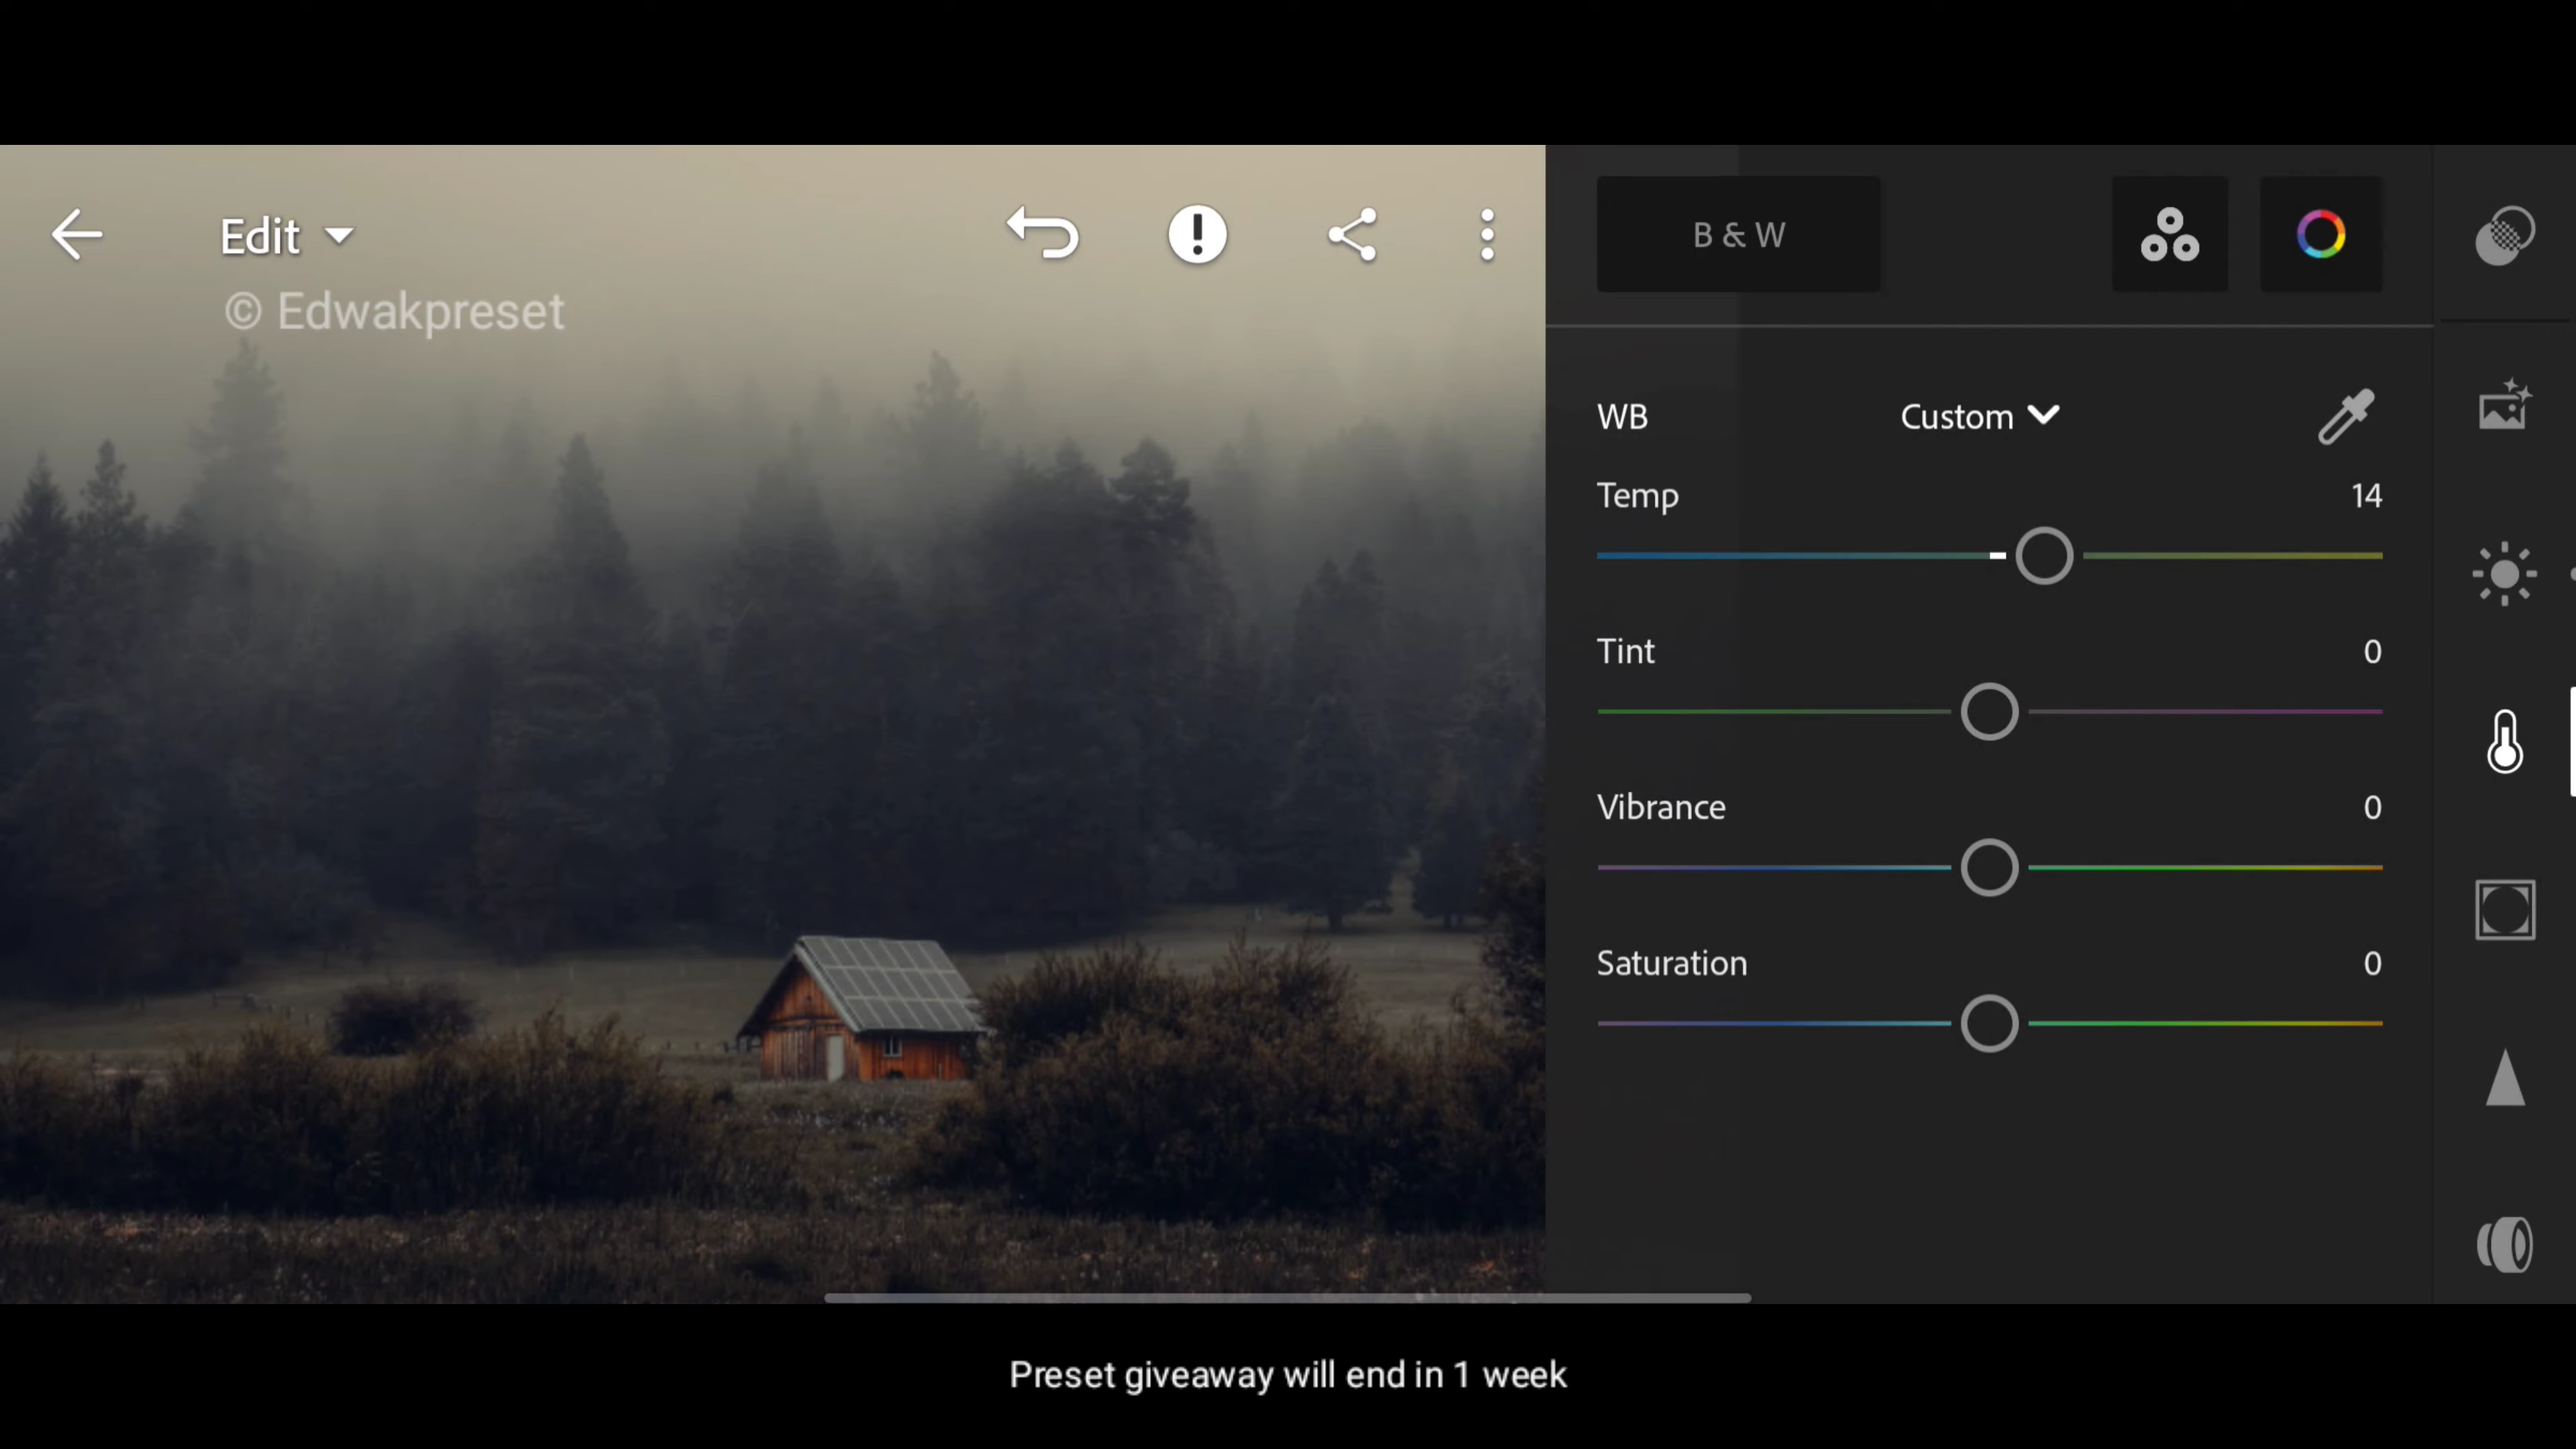 Edit
© Edwakpreset
B & W
WB
Custom
Temp
14
Tint
0
Vibrance
0
Saturation
0
Preset giveaway will end in 1 week